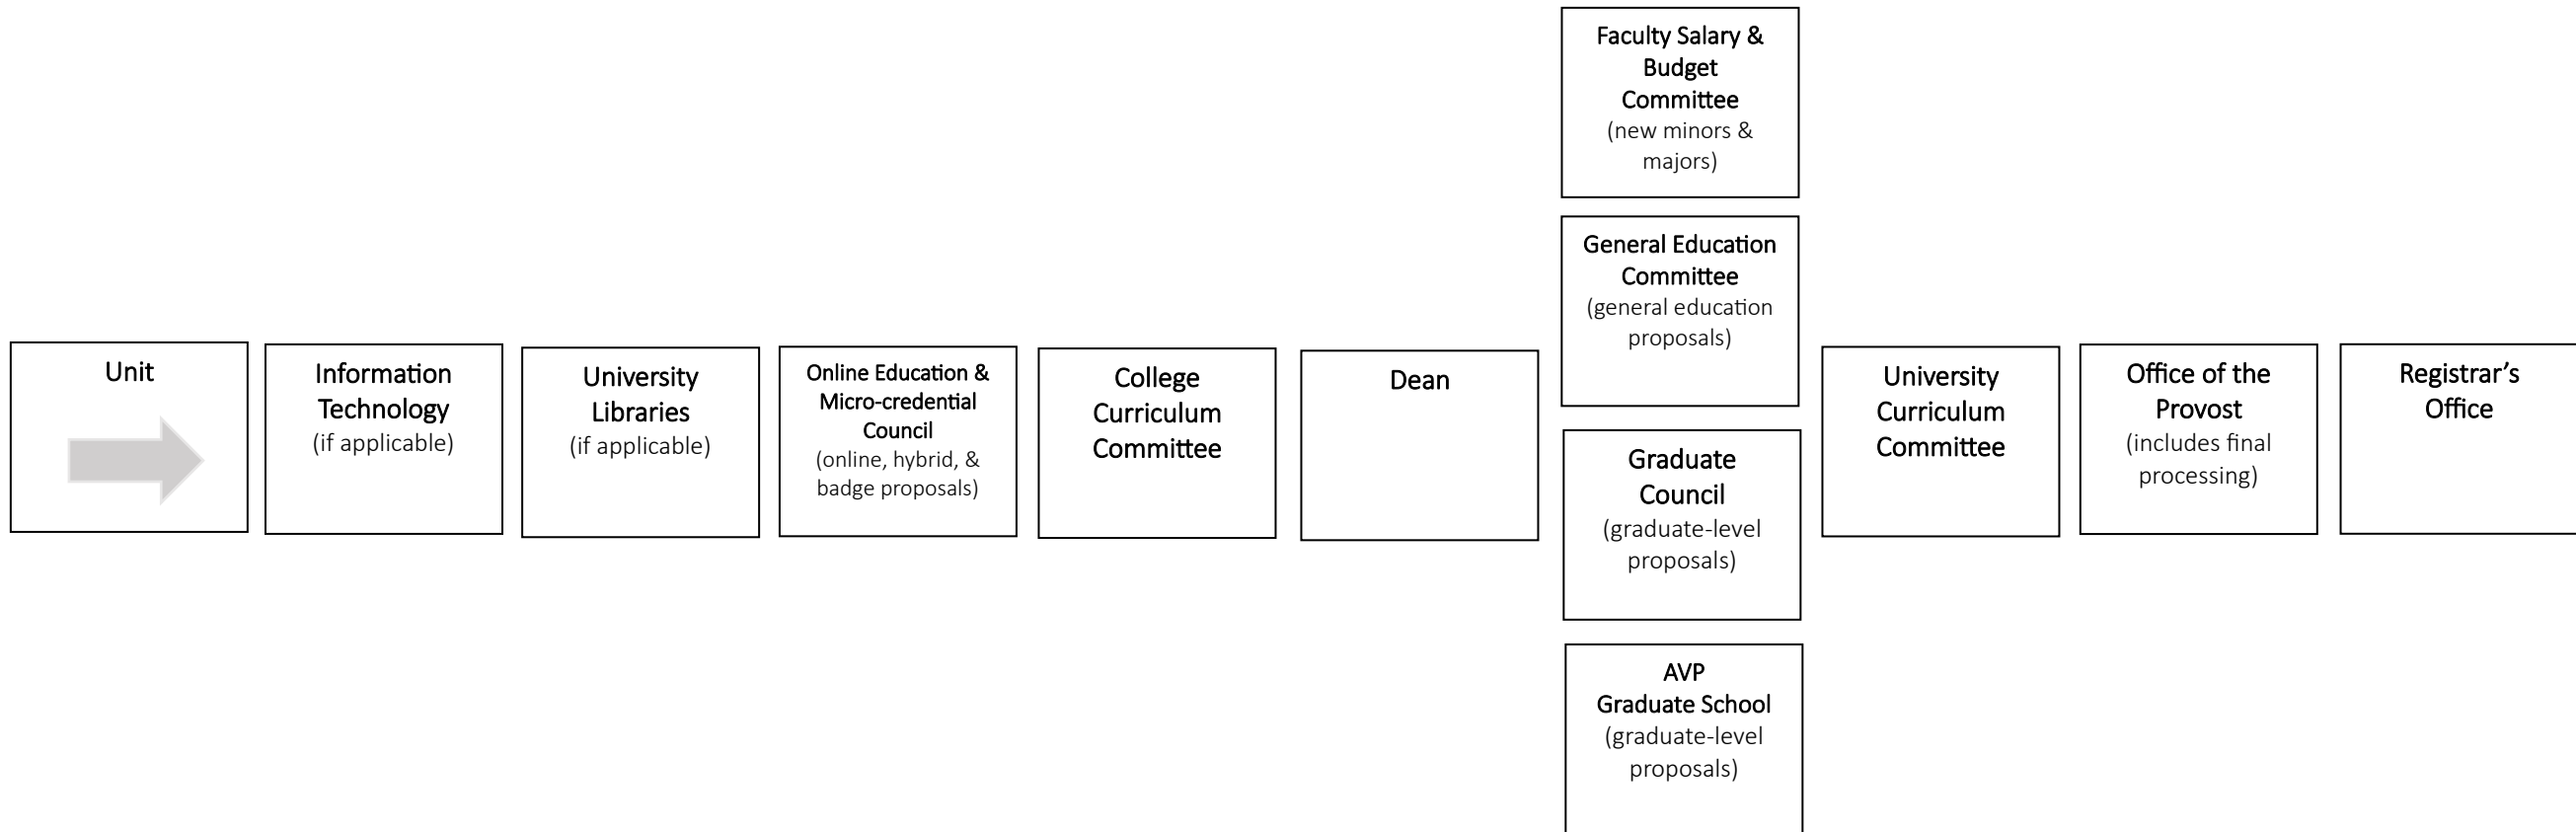 Unit
Information
Technology
(if applicable)
University
Libraries
(if applicable)
Online Education &
Micro-credential
Council
(online, hybrid, &
badge proposals)
College
Curriculum
Committee
Dean
Faculty Salary &
Budget
Committee
(new minors &
majors)
General Education
Committee
(general education
proposals)
Graduate
Council
(graduate-level
proposals)
AVP
Graduate School
(graduate-level
proposals)
University
Curriculum
Committee
Office of the
Provost
(includes final
processing)
Registrar’s
Office